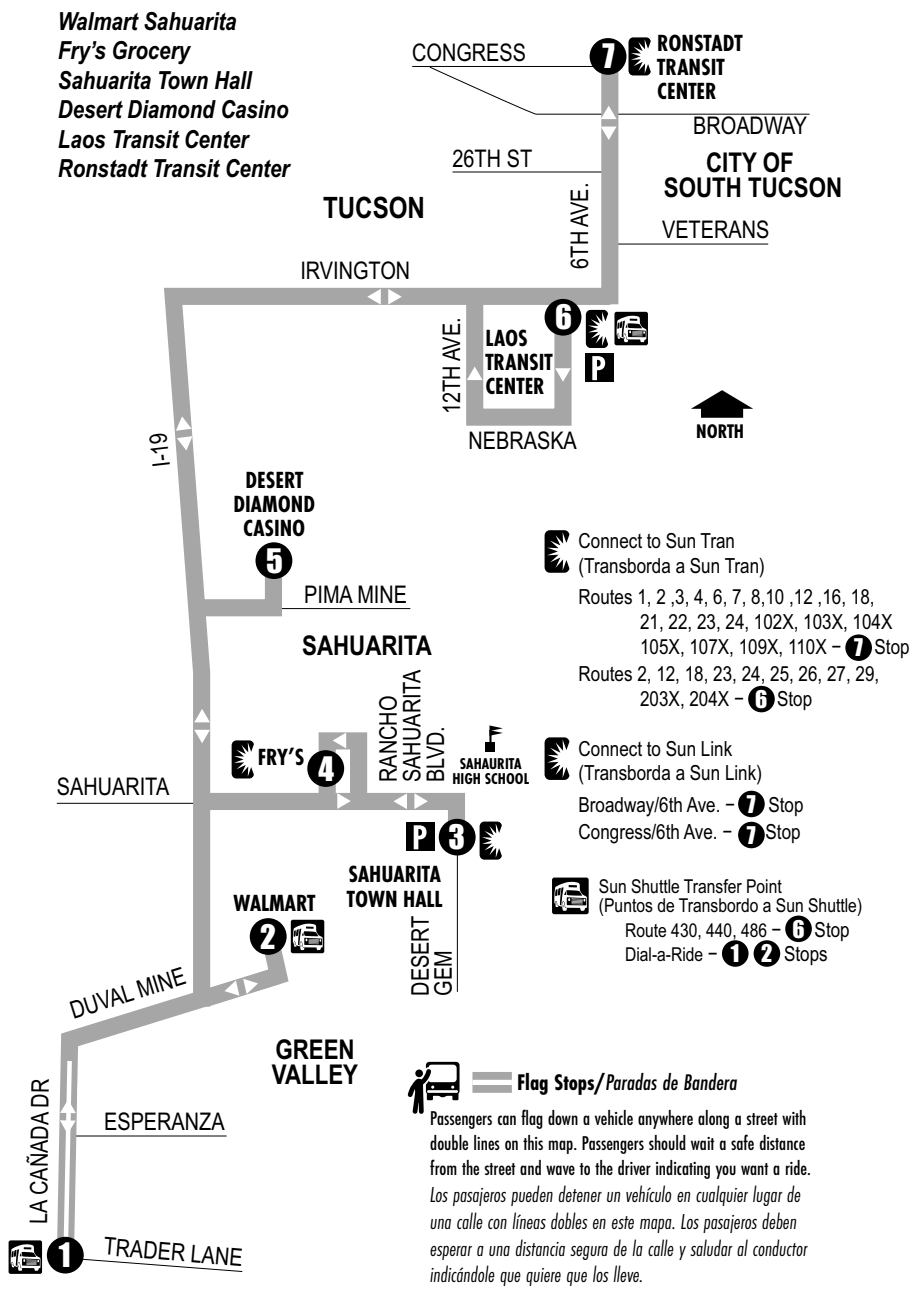 Walmart Sahuarita
Fry's Grocery
Sahuarita Town Hall
Desert Diamond Casino
Laos Transit Center
Ronstadt Transit Center
CONGRESS
7
RONSTADT
TRANSIT
CENTER
BROADWAY
26TH ST
CITY OF
SOUTH TUCSON
TUCSON
6TH AVE.
VETERANS
IRVINGTON
6
12TH AVE.
LAOS
TRANSIT
CENTER
P
NEBRASKA
NORTH
I-19
DESERT
DIAMOND
CASINO
5
PIMA MINE
SAHUARITA
RANCHO
SAHUARITA
BLVD.
FRY'S
4
SAHAURITA
HIGH SCHOOL
SAHUARITA
P
3
SAHUARITA
TOWN HALL
WALMART
2
DESERT
GEM
DUVAL MINE
GREEN
VALLEY
LA CAÑADA DR
ESPERANZA
1
TRADER LANE
Connect to Sun Tran
(Transborda a Sun Tran)
Routes 1, 2 ,3, 4, 6, 7, 8,10 ,12 ,16, 18,
21, 22, 23, 24, 102X, 103X, 104X
105X, 107X, 109X, 110X – 7 Stop
Routes 2, 12, 18, 23, 24, 25, 26, 27, 29,
203X, 204X – 6 Stop
Connect to Sun Link
(Transborda a Sun Link)
Broadway/6th Ave. – 7 Stop
Congress/6th Ave. – 7 Stop
Sun Shuttle Transfer Point
(Puntos de Transbordo a Sun Shuttle)
Route 430, 440, 486 – 6 Stop
Dial-a-Ride – 1 2 Stops
Flag Stops/Paradas de Bandera
Passengers can flag down a vehicle anywhere along a street with
double lines on this map. Passengers should wait a safe distance
from the street and wave to the driver indicating you want a ride.
Los pasajeros pueden detener un vehículo en cualquier lugar de
una calle con líneas dobles en este mapa. Los pasajeros deben
esperar a una distancia segura de la calle y saludar al conductor
indicándole que quiere que los lleve.